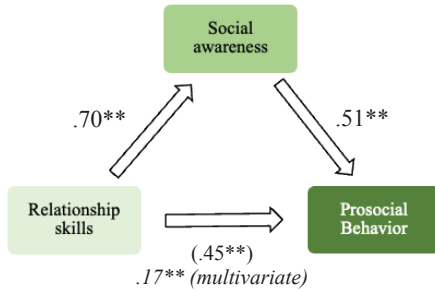 Social
awareness
.70**
.51**
Relationship
skills
Prosocial
Behavior
(.45**)
.17** (multivariate)